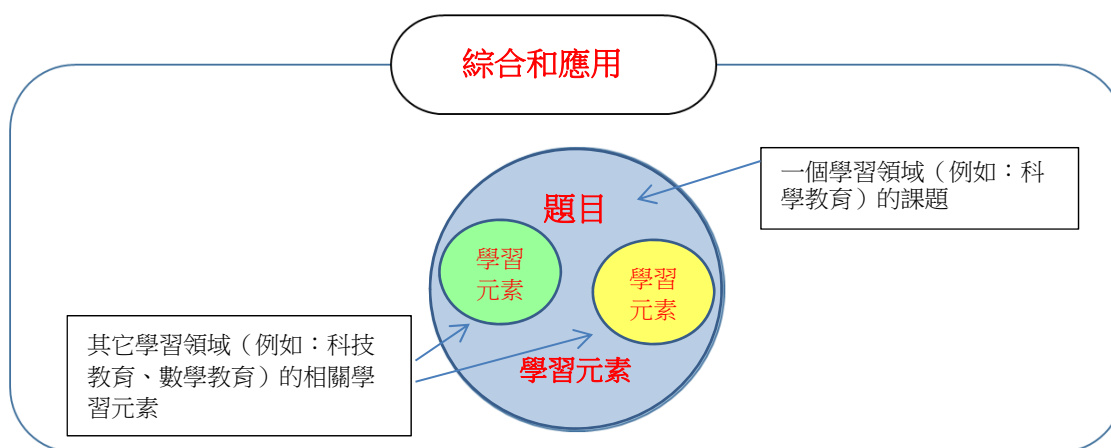 綜合和應用
一個學習領域（例如：科
學教育）的課題
題目
學習
元素
學習
元素
其它學習領域（例如：科技
教育、數學教育）的相關學
習元素
學習元素